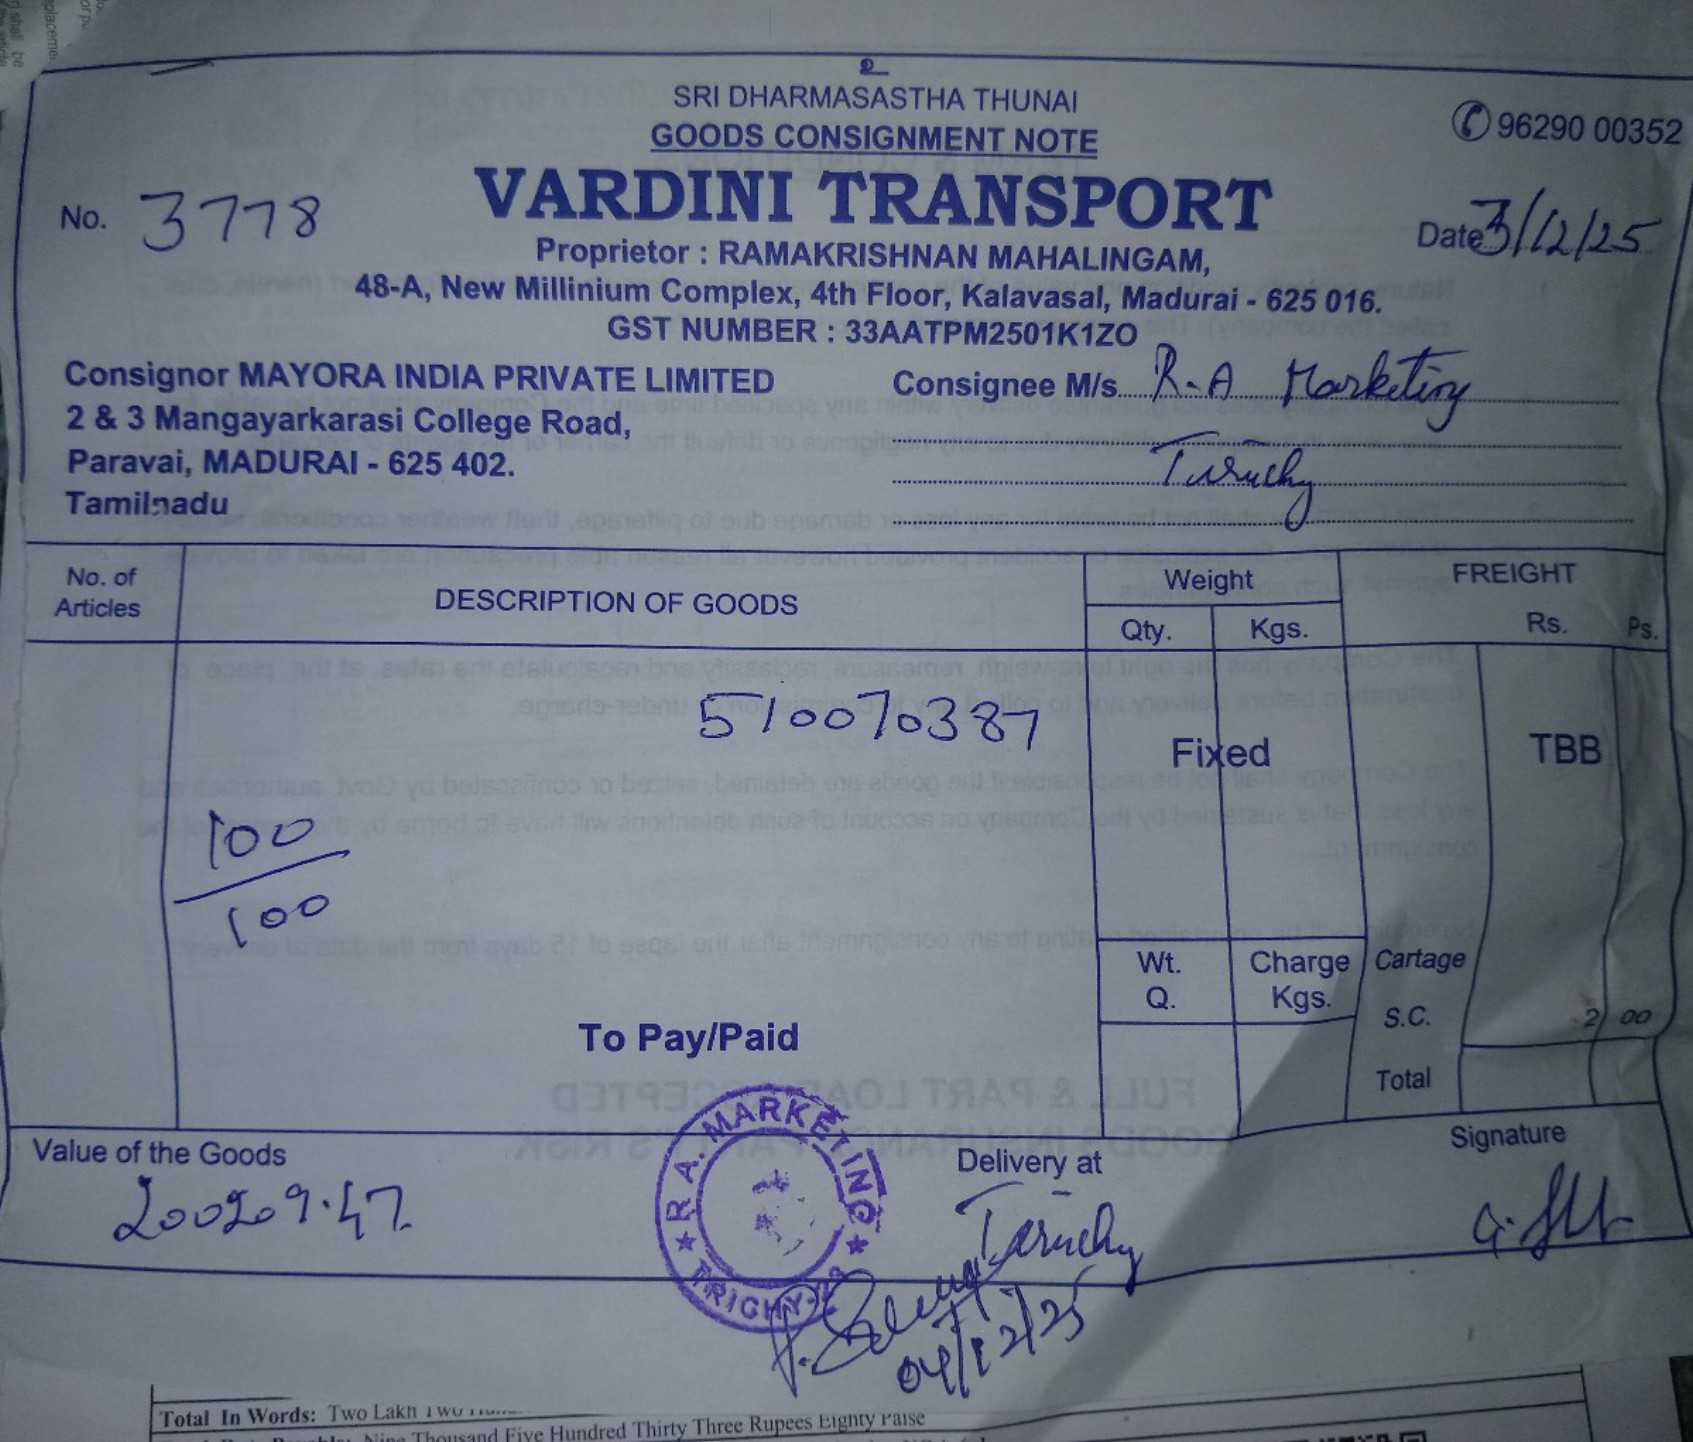 SRI DHARMASASTHA THUNAI
GOODS CONSIGNMENT NOTE
96290 00352
VARDINI TRANSPORT
No. 3778
Date 3/12/25
Proprietor : RAMAKRISHNAN MAHALINGAM,
48-A, New Millinium Complex, 4th Floor, Kalavasal, Madurai - 625 016.
GST NUMBER : 33AATPM2501K1ZO
Consignor MAYORA INDIA PRIVATE LIMITED
2 & 3 Mangayarkarasi College Road,
Paravai, MADURAI - 625 402.
Tamilnadu
Consignee M/s. R.A Marketing
Tiruchy
No. of
Articles
DESCRIPTION OF GOODS
Weight
Qty. Kgs.
FREIGHT
Rs. Ps.
510070387
Fixed
TBB
100
100
Wt.
Q.
Charge
Kgs.
Cartage
S.C. 2 00
Total
To Pay/Paid
Value of the Goods
200209.47
R.A. MARKETING
TRICHY
Delivery at
Tiruchy
Signature
04/12/25
Total In Words: Two Lakh Two
Nine Thousand Five Hundred Thirty Three Rupees Eighty Paise